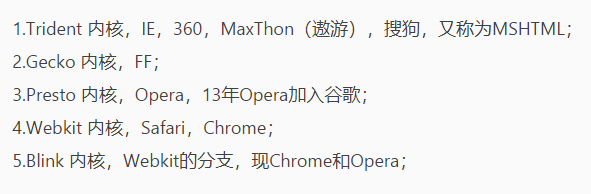 1.Trident 内核，IE，360，MaxThon（遨游），搜狗，又称为MSHTML；
2.Gecko 内核，FF；
3.Presto 内核，Opera，13年Opera加入谷歌；
4.Webkit 内核，Safari，Chrome；
5.Blink 内核，Webkit的分支，现Chrome和Opera；